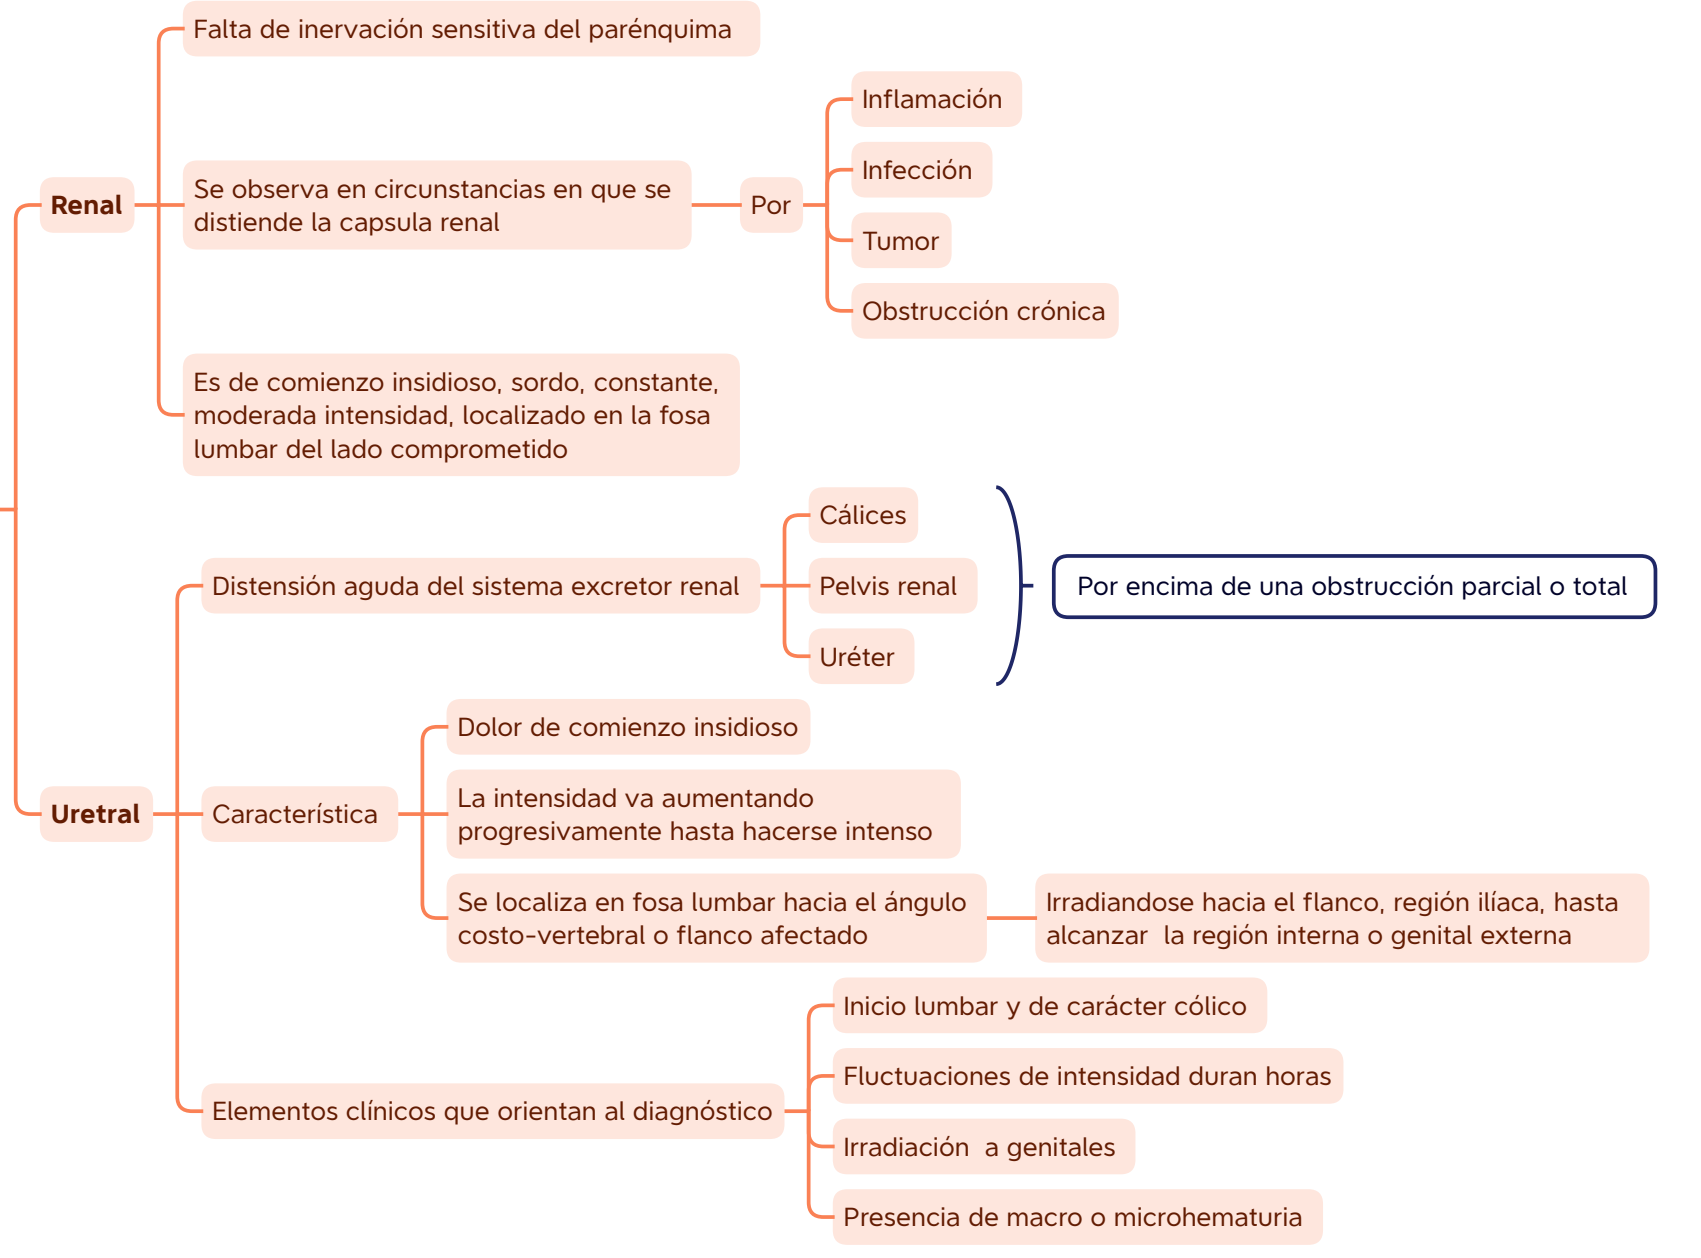 Falta de inervación sensitiva del parénquima
Inflamación
Infección
Renal
Se observa en circunstancias en que se
distiende la capsula renal
Por
Tumor
Obstrucción crónica
Es de comienzo insidioso, sordo, constante,
moderada intensidad, localizado en la fosa
lumbar del lado comprometido
Cálices
Distensión aguda del sistema excretor renal
Pelvis renal
Por encima de una obstrucción parcial o total
Uréter
Dolor de comienzo insidioso
Uretral
Característica
La intensidad va aumentando
progresivamente hasta hacerse intenso
Se localiza en fosa lumbar hacia el ángulo
costo-vertebral o flanco afectado
Irradiandose hacia el flanco, región ilíaca, hasta
alcanzar  la región interna o genital externa
Inicio lumbar y de carácter cólico
Fluctuaciones de intensidad duran horas
Elementos clínicos que orientan al diagnóstico
Irradiación  a genitales
Presencia de macro o microhematuria